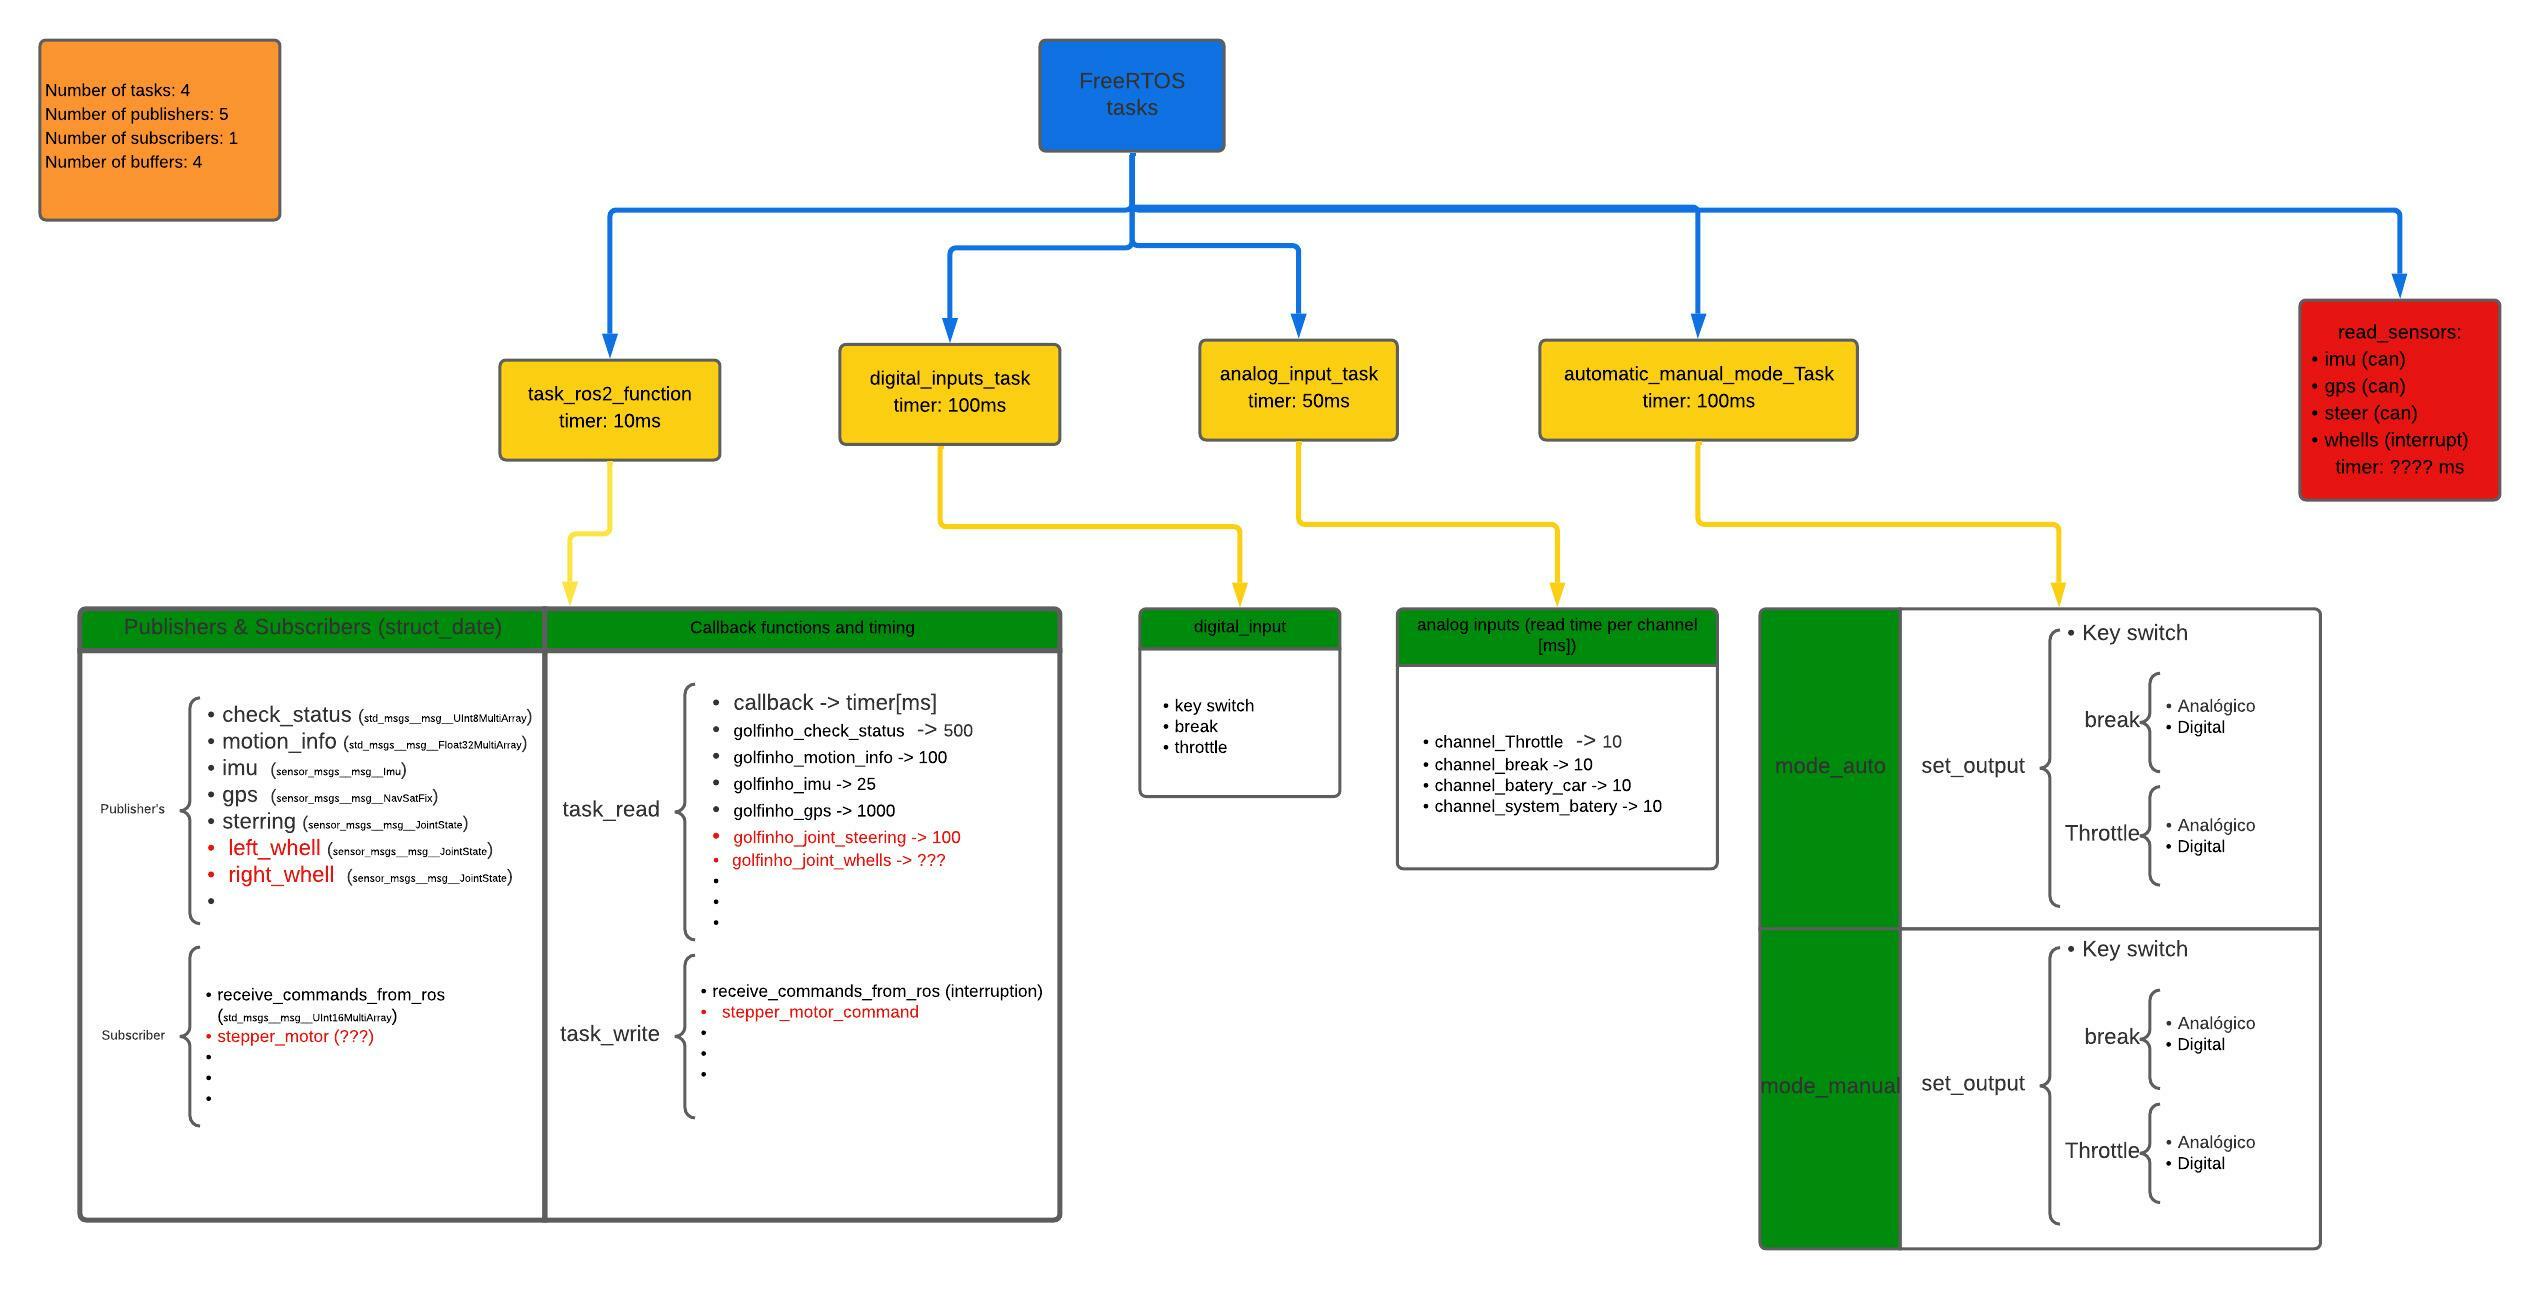 Number of tasks: 4
Number of publishers: 5
Number of subscribers: 1
Number of buffers: 4
FreeRTOS
tasks
task_ros2_function
timer: 10ms
digital_inputs_task
timer: 100ms
analog_input_task
timer: 50ms
automatic_manual_mode_Task
timer: 100ms
read_sensors:
• imu (can)
• gps (can)
• steer (can)
• whells (interrupt)
timer: ???? ms
Publishers & Subscribers (struct_date)
Publisher's
• check_status (std_msgs__msg__UInt8MultiArray)
• motion_info (std_msgs__msg__Float32MultiArray)
• imu (sensor_msgs__msg__Imu)
• gps (sensor_msgs__msg__NavSatFix)
• sterring (sensor_msgs__msg__JointState)
• left_whell (sensor_msgs__msg__JointState)
• right_whell (sensor_msgs__msg__JointState)
•
Subscriber
• receive_commands_from_ros
(std_msgs__msg__UInt16MultiArray)
• stepper_motor (???)
•
•
•
Callback functions and timing
task_read
• callback -> timer[ms]
• golfinho_check_status -> 500
• golfinho_motion_info -> 100
• golfinho_imu -> 25
• golfinho_gps -> 1000
• golfinho_joint_steering -> 100
• golfinho_joint_whells -> ???
•
•
•
task_write
• receive_commands_from_ros (interruption)
• stepper_motor_command
•
•
•
digital_input
• key switch
• break
• throttle
analog inputs (read time per channel
[ms])
• channel_Throttle -> 10
• channel_break -> 10
• channel_batery_car -> 10
• channel_system_batery -> 10
mode_auto
set_output
• Key switch
break
• Analógico
• Digital
Throttle
• Analógico
• Digital
mode_manual
set_output
• Key switch
break
• Analógico
• Digital
Throttle
• Analógico
• Digital